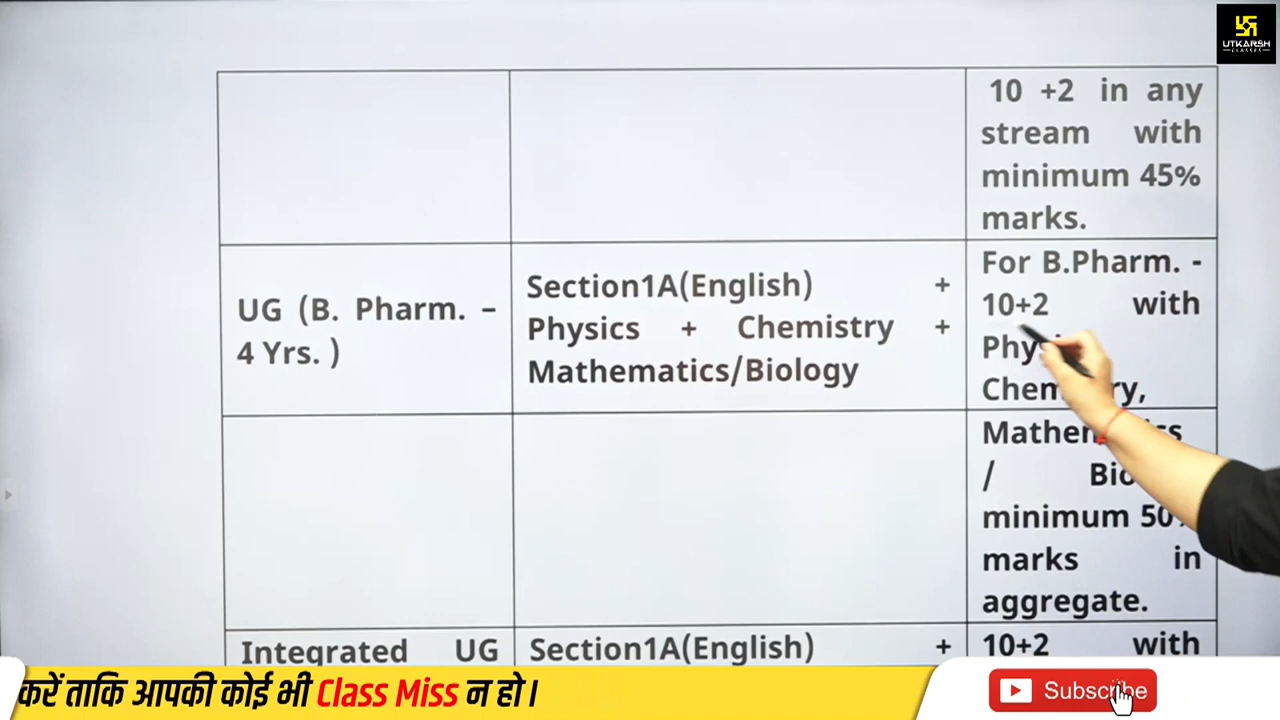 UTKARSH
CLASSES
10 +2 in any
stream with
minimum 45%
marks.
UG (B. Pharm. –
4 Yrs. )
Section1A(English) +
Physics + Chemistry +
Mathematics/Biology
For B.Pharm. -
10+2 with
marks in
aggregate.
/
minimum
Integrated UG
Section1A(English) +
10+2 with
करें ताकि आपकी कोई भी Class Miss न हो।
Subscribe